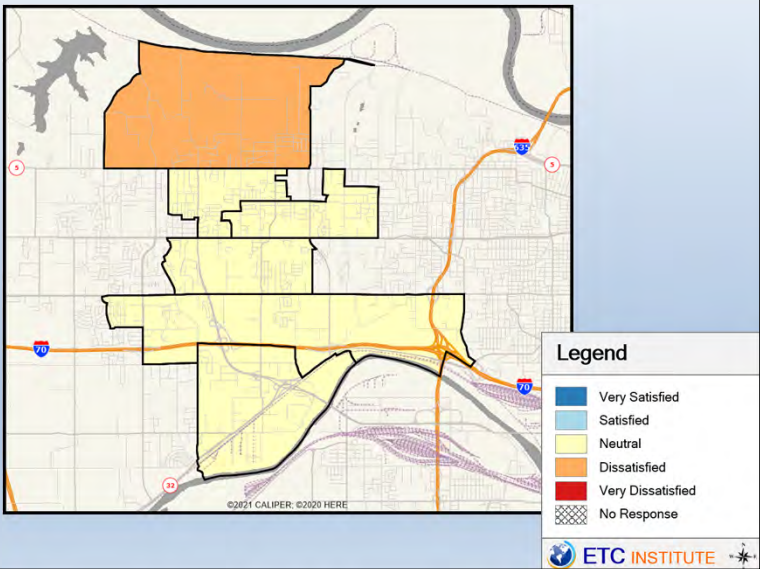 635
5
5
70
Legend
70
Very Satisfied
Satisfied
Neutral
Dissatisfied
Very Dissatisfied
32
©2021 CALIPER; ©2020 HERE
No Response
ETC INSTITUTE